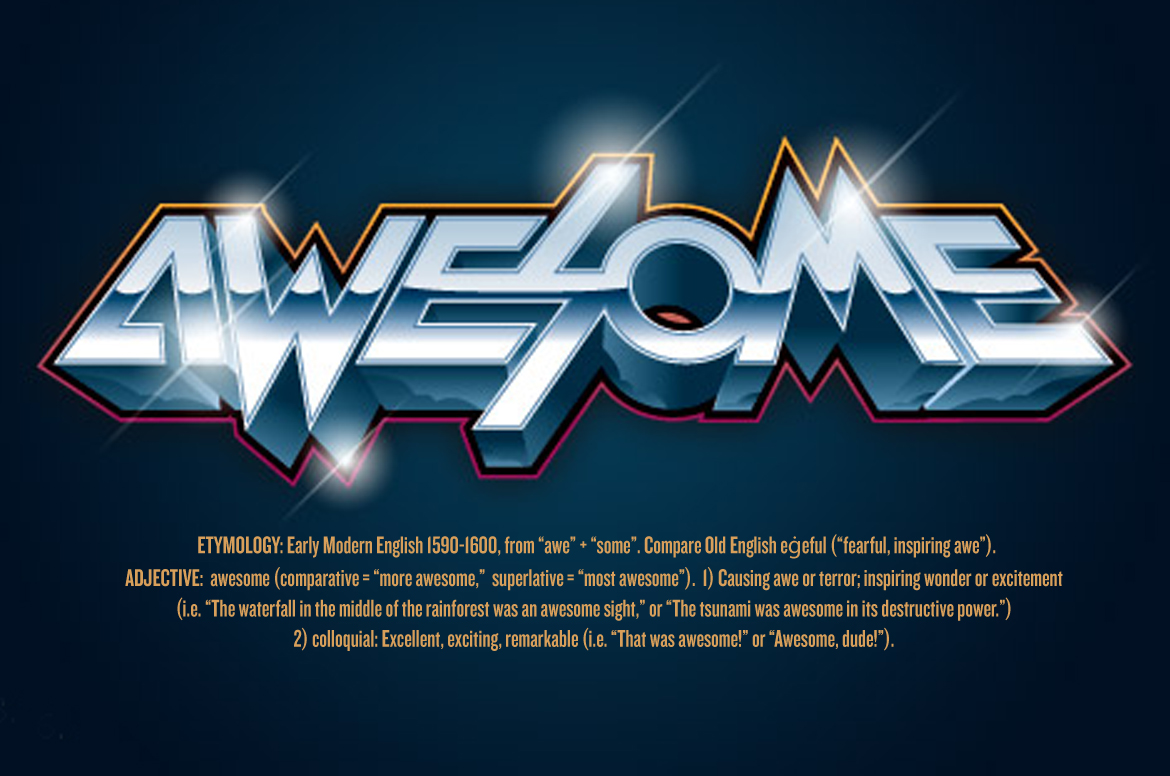 AWESOME
ETYMOLOGY: Early Modern English 1590-1600, from “awe” + “some”. Compare Old English eġeful (“fearful, inspiring awe”).
ADJECTIVE: awesome (comparative = “more awesome,” superlative = “most awesome”). 1) Causing awe or terror; inspiring wonder or excitement
(i.e. “The waterfall in the middle of the rainforest was an awesome sight,” or “The tsunami was awesome in its destructive power.”)
2) colloquial: Excellent, exciting, remarkable (i.e. “That was awesome!” or “Awesome, dude!”).